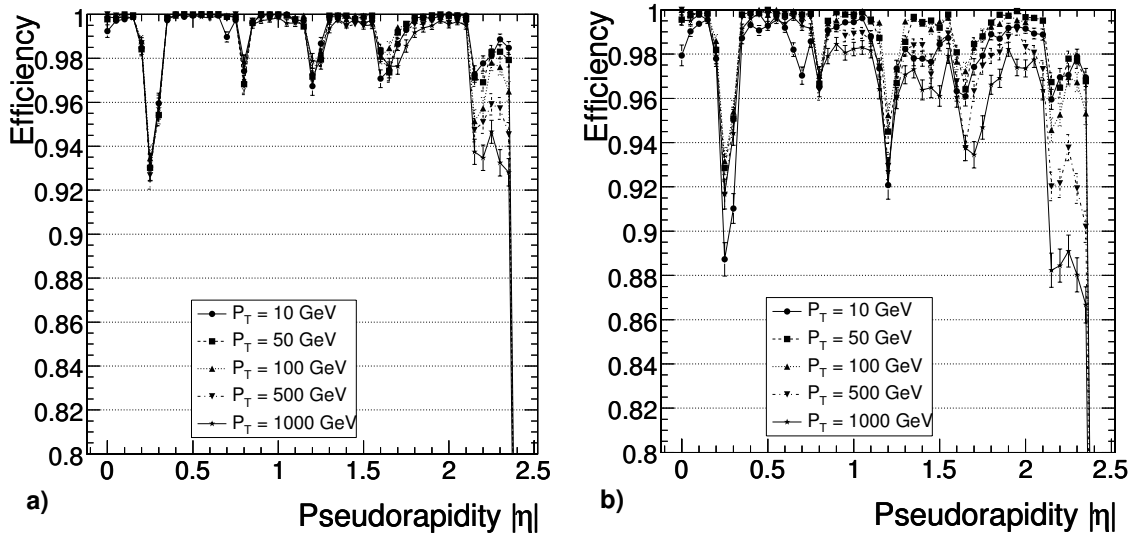 Efficiency
1
0.98
0.96
0.94
0.92
0.9
0.88
0.86
0.84
0.82
0.8
P_T = 10 GeV
P_T = 50 GeV
P_T = 100 GeV
P_T = 500 GeV
P_T = 1000 GeV
0 0.5 1 1.5 2 2.5
a)
Pseudorapidity |η|
Efficiency
1
0.98
0.96
0.94
0.92
0.9
0.88
0.86
0.84
0.82
0.8
P_T = 10 GeV
P_T = 50 GeV
P_T = 100 GeV
P_T = 500 GeV
P_T = 1000 GeV
0 0.5 1 1.5 2 2.5
b)
Pseudorapidity |η|